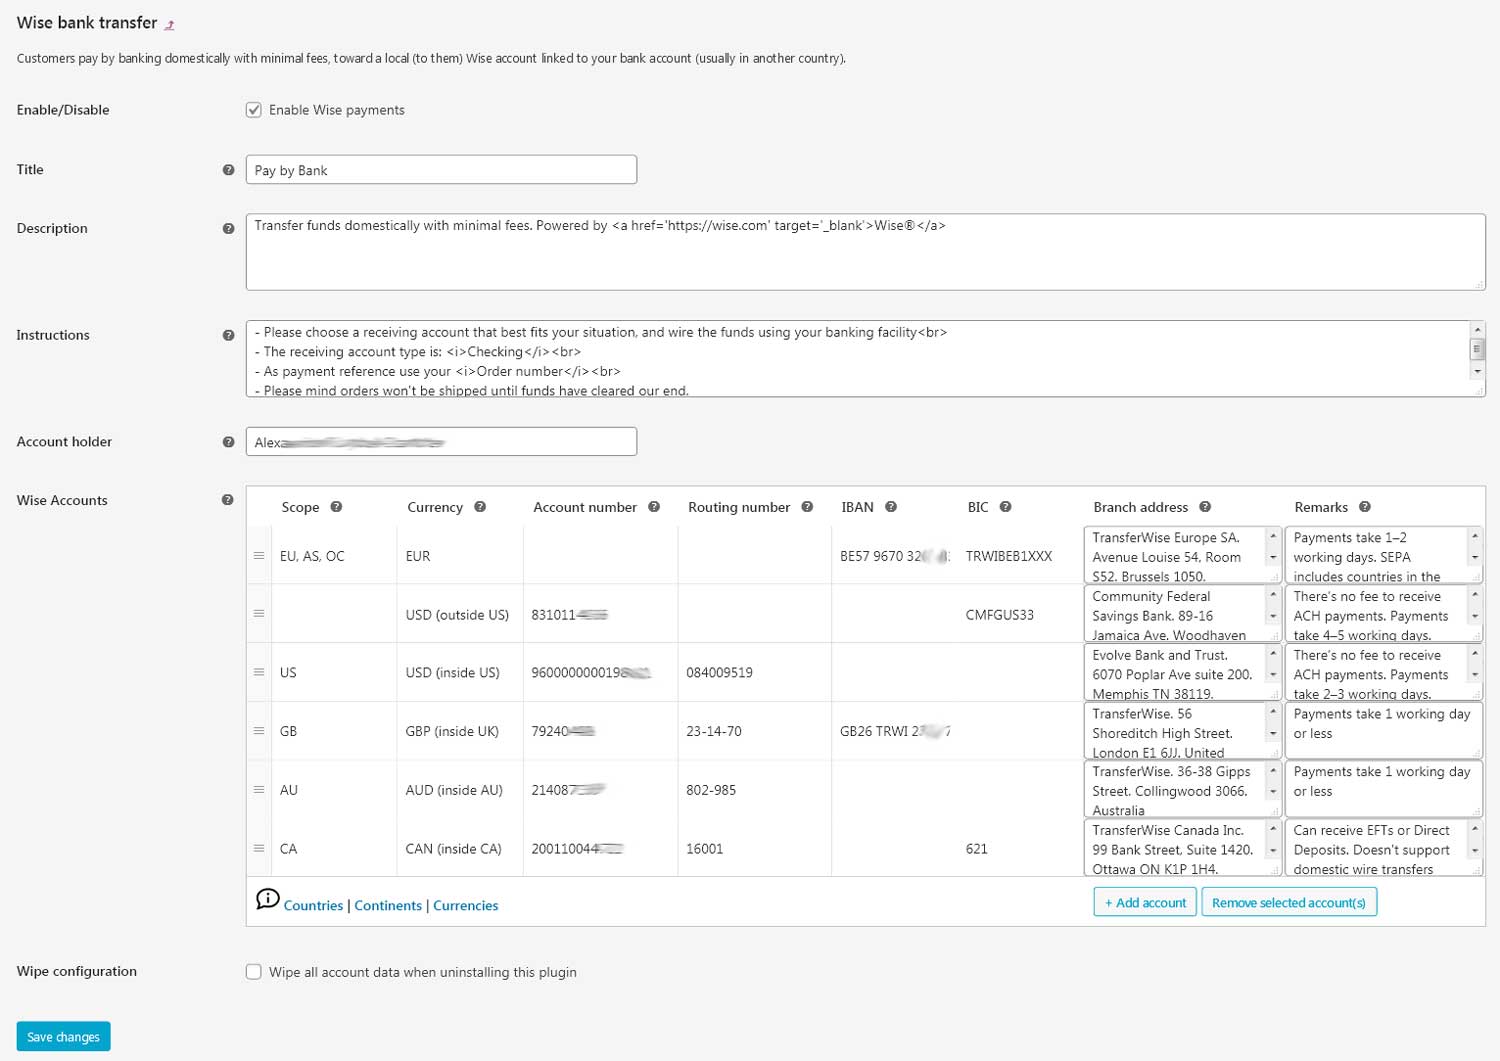 Wise bank transfer
Customers pay by banking domestically with minimal fees, toward a local (to them) Wise account linked to your bank account (usually in another country).
Enable/Disable
Enable Wise payments
Title
Pay by Bank
Description
Transfer funds domestically with minimal fees. Powered by <a href='https://wise.com' target='_blank'>Wise®</a>
Instructions
- Please choose a receiving account that best fits your situation, and wire the funds using your banking facility<br>
- The receiving account type is: <i>Checking</i><br>
- As payment reference use your <i>Order number</i><br>
- Please mind orders won't be shipped until funds have cleared our end.
Account holder
Alex
Wise Accounts
Scope Currency Account number Routing number IBAN BIC Branch address Remarks
EU, AS, OC EUR BE57 9670 32 TRWIBEB1XXX
TransferWise Europe SA.
Avenue Louise 54, Room
S52. Brussels 1050.
Payments take 1–2
working days. SEPA
includes countries in the
USD (outside US) 831011 CMFGUS33
Community Federal
Savings Bank. 89-16
Jamaica Ave. Woodhaven
There's no fee to receive
ACH payments. Payments
take 4–5 working days.
US USD (inside US) 960000000019 084009519
Evolve Bank and Trust.
6070 Poplar Ave suite 200.
Memphis TN 38119.
There's no fee to receive
ACH payments. Payments
take 2–3 working days.
GB GBP (inside UK) 79240 23-14-70 GB26 TRWI 2
TransferWise. 56
Shoreditch High Street.
London E1 6JJ. United
Payments take 1 working day
or less
AU AUD (inside AU) 214087 802-985
TransferWise. 36-38 Gipps
Street. Collingwood 3066.
Australia
Payments take 1 working day
or less
CA CAN (inside CA) 200110044 16001 621
TransferWise Canada Inc.
99 Bank Street, Suite 1420.
Ottawa ON K1P 1H4.
Can receive EFTs or Direct
Deposits. Doesn't support
domestic wire transfers
Countries | Continents | Currencies
+ Add account
Remove selected account(s)
Wipe configuration
Wipe all account data when uninstalling this plugin
Save changes